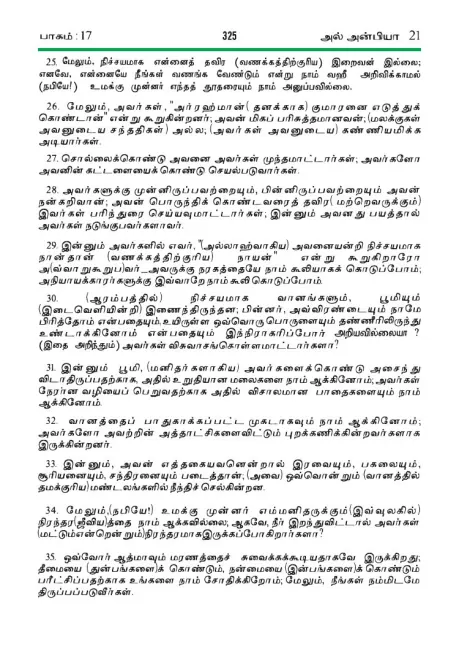 பாகம் : 17 325 அல் அன்பியா 21
25. மேலும், நிச்சயமாக என்னைத் தவிர (வணக்கத்திற்குரிய) இறைவன் இல்லை;
எனவே, என்னையே நீங்கள் வணங்க வேண்டும் என்று நாம் வஹீ அறிவிக்காமல்
(நபியே!) உமக்கு முன்னர் எந்தத் தூதரையும் நாம் அனுப்பவில்லை.
26. மேலும், அவர்கள், "அர்ரஹ்மான் (தனக்காக) குமாரனை எடுத்துக்
கொண்டான்" என்று கூறுகின்றனர்; அவன் மிகப் பரிசுத்தமானவன்; (மலக்குகள்
அவனுடைய சந்ததிகள்) அல்ல; (அவர்கள் அவனுடைய) கண்ணியமிக்க
அடியார்கள்.
27. சொல்லைக்கொண்டு அவனை அவர்கள் முந்தமாட்டார்கள்; அவர்களோ
அவனின் கட்டளையைக் கொண்டு செயல்படுவார்கள்.
28. அவர்களுக்கு முன்னிருப்பவற்றையும், பின்னிருப்பவற்றையும் அவன்
நன்கறிவான்; அவன் பொருந்திக் கொண்டவரைத் தவிர (மற்றெவருக்கும்)
இவர்கள் பரிந்துரை செய்யவுமாட்டார்கள்; இன்னும் அவனது பயத்தால்
அவர்கள் நடுங்குபவர்களாவர்.
29. இன்னும் அவர்களில் எவர், "(அல்லாஹ்வாகிய) அவனையன்றி நிச்சயமாக
நான்தான் (வணக்கத்திற்குரிய) நாயன்" என்று கூறுகிறாரோ
அ(வ்வாறுகூறுப)வர் அவருக்கு நரகத்தையே நாம் கூலியாகக் கொடுப்போம்;
அநியாயக்காரர்களுக்கு இவ்வாறே நாம் கூலி கொடுப்போம்.
30. (ஆரம்பத்தில்) நிச்சயமாக வானங்களும், பூமியும்
(இடைவெளியின்றி) இணைந்திருந்தன; பின்னர், அவ்விரண்டையும் நாமே
பிரித்தோம் என்பதையும், உயிருள்ள ஒவ்வொரு பொருளையும் தண்ணீரிலிருந்து
உண்டாக்கினோம் என்பதையும் இந்நிராகரிப்போர் அறியவில்லையா ?
(இதை அறிந்தும்) அவர்கள் விசுவாசங்கொள்ளமாட்டார்களா?
31. இன்னும் பூமி, (மனிதர்களாகிய) அவர்களைக்கொண்டு அசைந்து
விடாதிருப்பதற்காக, அதில் உறுதியான மலைகளை நாம் ஆக்கினோம்; அவர்கள்
நேரான வழியைப் பெறுவதற்காக அதில் விசாலமான பாதைகளையும் நாம்
ஆக்கினோம்.
32. வானத்தைப் பாதுகாக்கப்பட்ட முகடாகவும் நாம் ஆக்கினோம்;
அவர்களோ அவற்றின் அத்தாட்சிகளைவிட்டும் புறக்கணிக்கின்றவர்களாக
இருக்கின்றனர்.
33. இன்னும், அவன் எத்தகையவனென்றால் இரவையும், பகலையும்,
சூரியனையும், சந்திரனையும் படைத்தான்; (அவை) ஒவ்வொன்றும் (வானத்தில்
தமக்குரிய) மண்டலங்களில் நீந்திச் செல்கின்றன.
34. மேலும்,(நபியே!) உமக்கு முன்னர் எம்மனிதருக்கும் (இவ்வுலகில்)
நிரந்தர(ஜீவிய)த்தை நாம் ஆக்கவில்லை; ஆகவே, நீர் இறந்துவிட்டால் அவர்கள்
(மட்டும்என்றென்றும்)நிரந்தரமாகஇருக்கப்போகிறார்களா?
35. ஒவ்வோர் ஆத்மாவும் மரணத்தைச் சுவைக்கக்கூடியதாகவே இருக்கிறது;
தீமையை (துன்பங்களை)க் கொண்டும், நன்மையை (இன்பங்களை)க் கொண்டும்
பரீட்சிப்பதற்காக உங்களை நாம் சோதிக்கிறோம்; மேலும், நீங்கள் நம்மிடமே
திருப்பப்படுவீர்கள்.